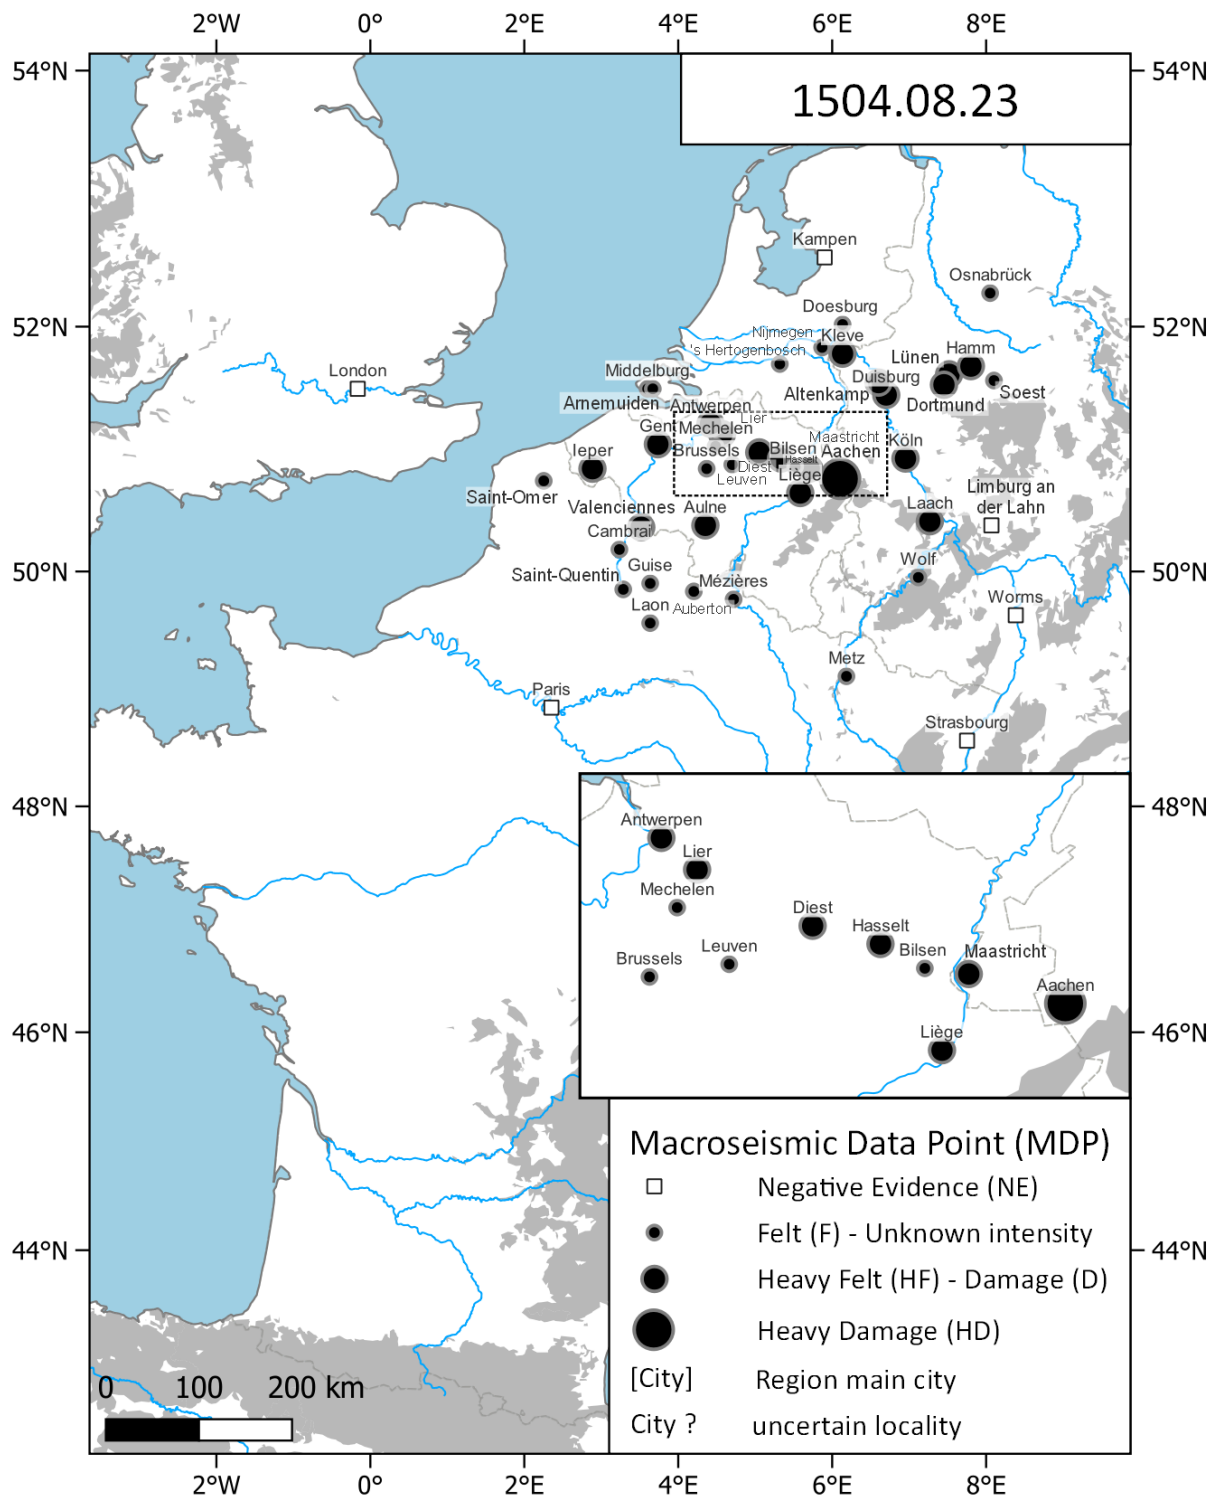 2°W 0° 2°E 4°E 6°E 8°E
54°N 54°N
1504.08.23
Kampen
Osnabrück
Doesburg
52°N 52°N
Nijmegen
Kleve
's Hertogenbosch
Lünen Hamm
London
Middelburg
Duisburg
Soest
Altenkamp
Arnemuiden Antwerpen
Dortmund
Lier
Gent Mechelen
Maastricht
Köln
Ieper
Brussels Bilsen
Aachen
Hasselt
Diest
Liège
Leuven
Saint-Omer
Limburg an
der Lahn
Valenciennes Aulne
Laach
Cambrai
Guise
Wolf
50°N 50°N
Saint-Quentin
Mézières
Laon Auberton
Worms
Metz
Paris
Strasbourg
48°N 48°N
Antwerpen
Lier
Mechelen
Diest
Hasselt
Leuven
Bilsen Maastricht
Brussels
Aachen
Liège
46°N 46°N
Macroseismic Data Point (MDP)
Negative Evidence (NE)
Felt (F) - Unknown intensity
44°N 44°N
Heavy Felt (HF) - Damage (D)
Heavy Damage (HD)
[City] Region main city
0 100 200 km
City ? uncertain locality
2°W 0° 2°E 4°E 6°E 8°E